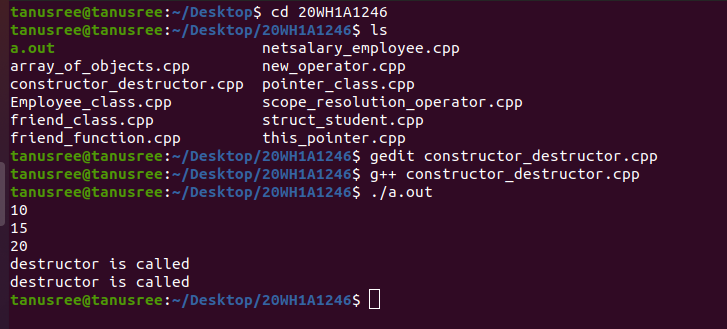 tanusree@tanusree:~/Desktop$ cd 20WH1A1246
tanusree@tanusree:~/Desktop/20WH1A1246$ ls
a.out                       netsalary_employee.cpp
array_of_objects.cpp        new_operator.cpp
constructor_destructor.cpp  pointer_class.cpp
Employee_class.cpp          scope_resolution_operator.cpp
friend_class.cpp            struct_student.cpp
friend_function.cpp         this_pointer.cpp
tanusree@tanusree:~/Desktop/20WH1A1246$ gedit constructor_destructor.cpp
tanusree@tanusree:~/Desktop/20WH1A1246$ g++ constructor_destructor.cpp
tanusree@tanusree:~/Desktop/20WH1A1246$ ./a.out
10
15
20
destructor is called
destructor is called
tanusree@tanusree:~/Desktop/20WH1A1246$